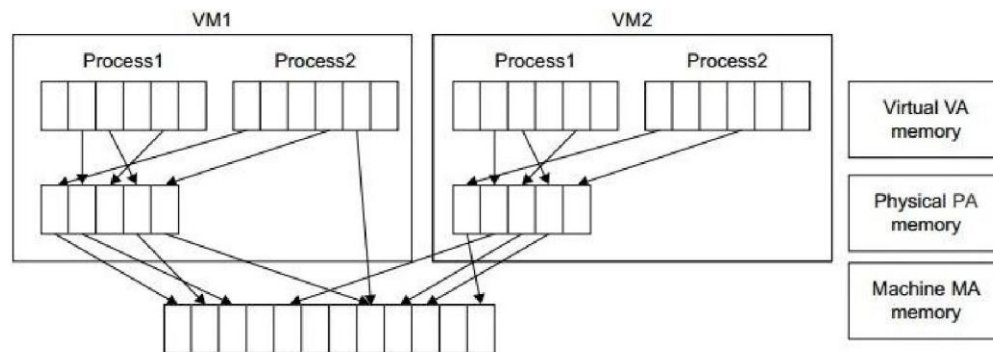 VM1
VM2
Process1
Process2
Process1
Process2
Virtual VA
memory
Physical PA
memory
Machine MA
memory